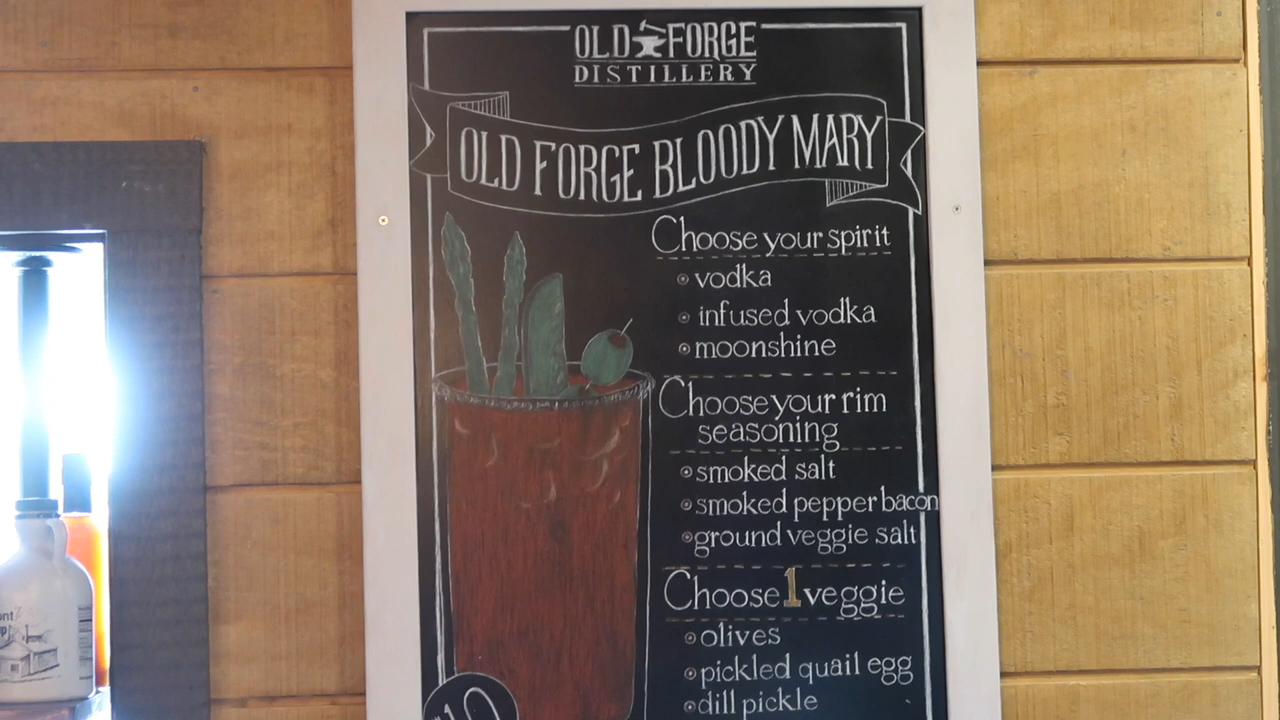 OLD FORGE
DISTILLERY
OLD FORGE BLOODY MARY
Choose your spirit
vodka
infused vodka
moonshine
Choose your rim
seasoning
smoked salt
smoked pepper bacon
ground veggie salt
Choose 1 veggie
olives
pickled quail egg
dill pickle